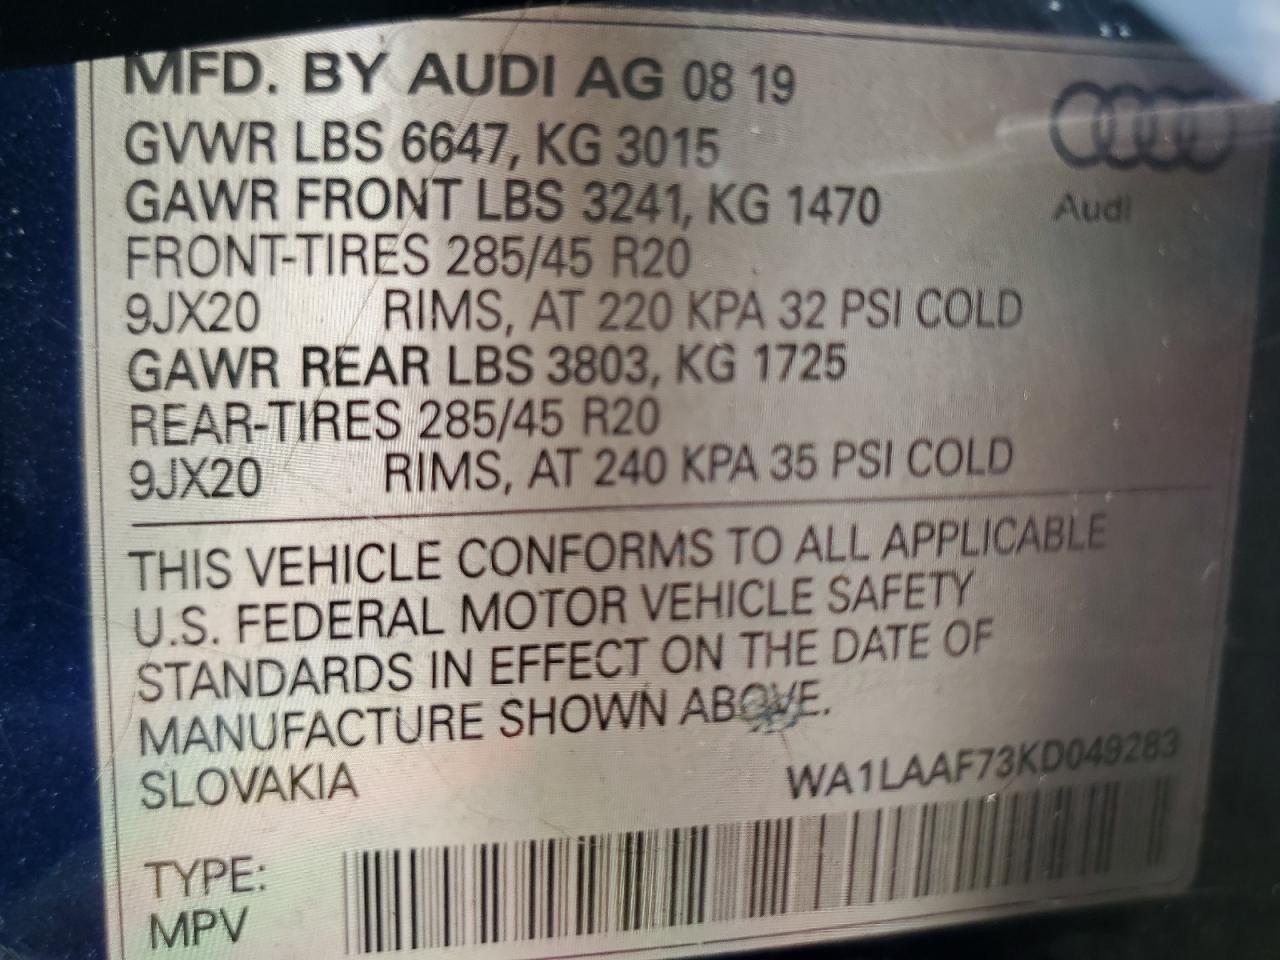 MFD. BY AUDI AG 08 19
GVWR LBS 6647, KG 3015
GAWR FRONT LBS 3241, KG 1470
FRONT-TIRES 285/45 R20
9JX20 RIMS, AT 220 KPA 32 PSI COLD
GAWR REAR LBS 3803, KG 1725
REAR-TIRES 285/45 R20
9JX20 RIMS, AT 240 KPA 35 PSI COLD
Audi
THIS VEHICLE CONFORMS TO ALL APPLICABLE
U.S. FEDERAL MOTOR VEHICLE SAFETY
STANDARDS IN EFFECT ON THE DATE OF
MANUFACTURE SHOWN ABOVE.
SLOVAKIA WA1LAAF73KD049283
TYPE:
MPV